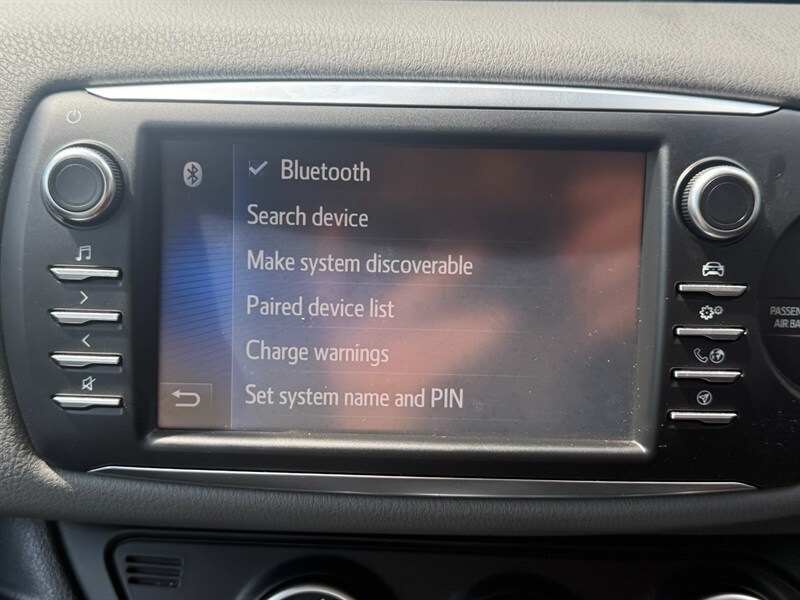 Bluetooth
Search device
Make system discoverable
Paired device list
Charge warnings
Set system name and PIN
PASSEN
AIR BA